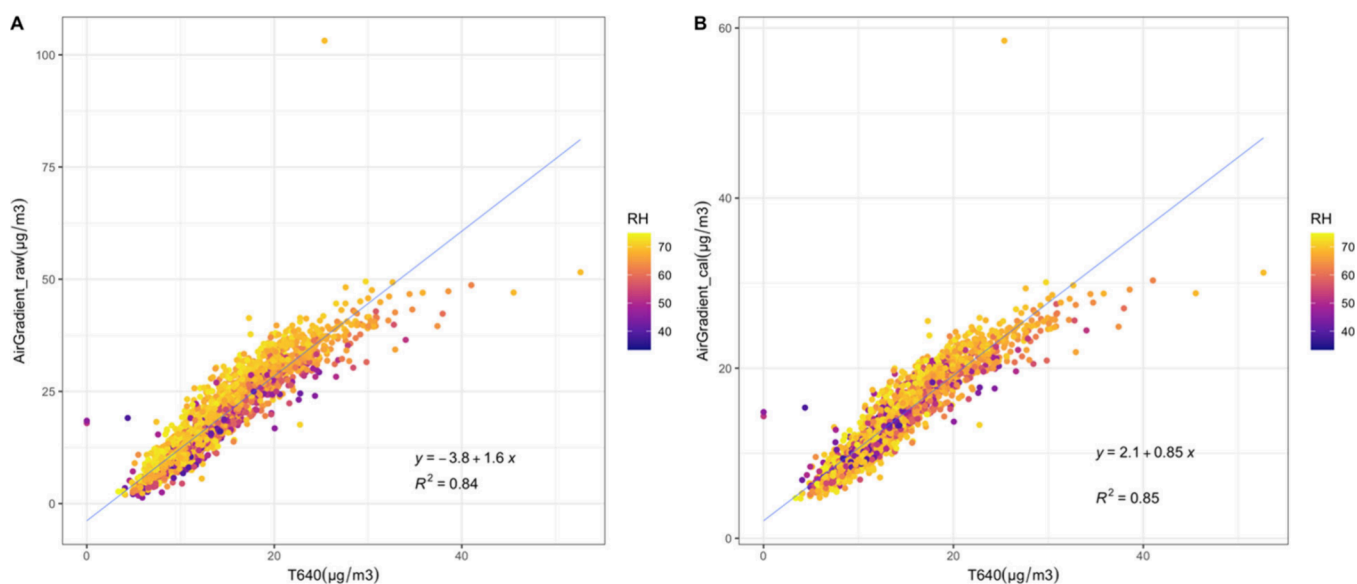 A
100
75
50
25
0
AirGradient_raw(μg/m3)
0
20
40
T640(μg/m3)
y = −3.8 + 1.6 x
R² = 0.84
RH
70
60
50
40
B
60
40
20
0
AirGradient_cal(μg/m3)
0
20
40
T640(μg/m3)
y = 2.1 + 0.85 x
R² = 0.85
RH
70
60
50
40